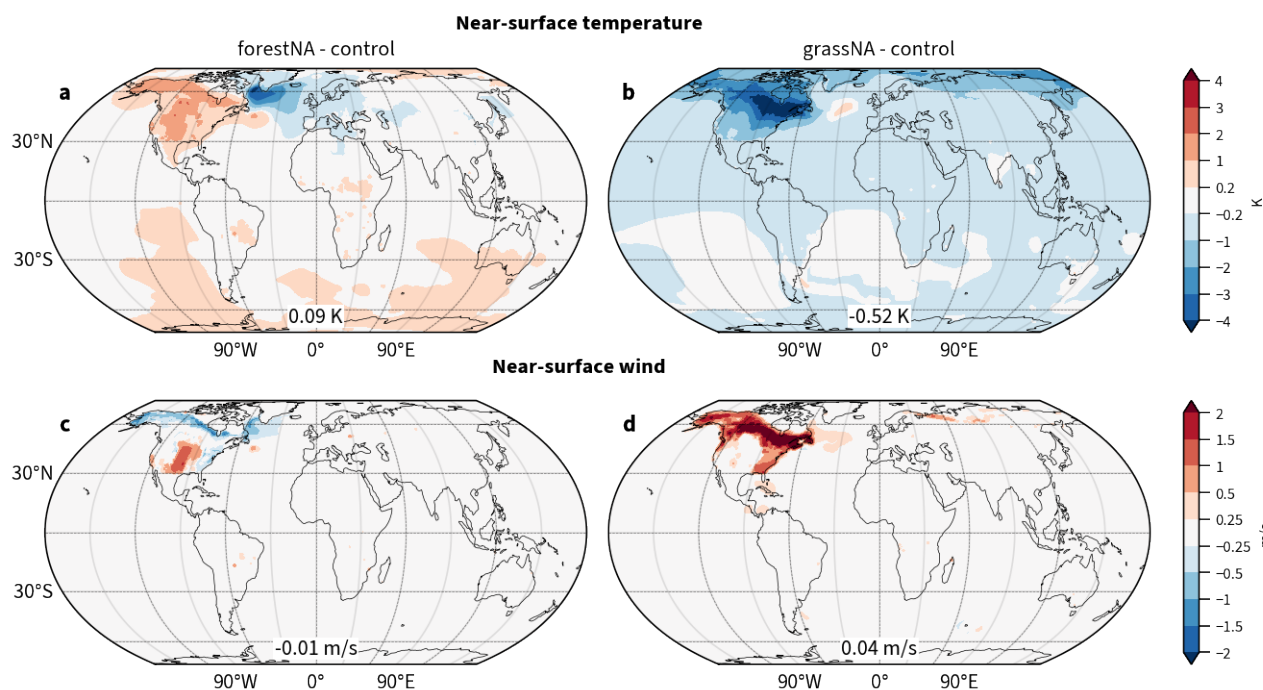 Near-surface temperature
forestNA - control
grassNA - control
a
b
30°N
30°S
0.09 K
-0.52 K
90°W 0° 90°E
90°W 0° 90°E
4
3
2
1
0.2
−0.2
−1
−2
−3
−4
K
Near-surface wind
c
d
30°N
30°S
-0.01 m/s
0.04 m/s
90°W 0° 90°E
90°W 0° 90°E
2
1.5
1
0.5
0.25
−0.25
−0.5
−1
−1.5
−2